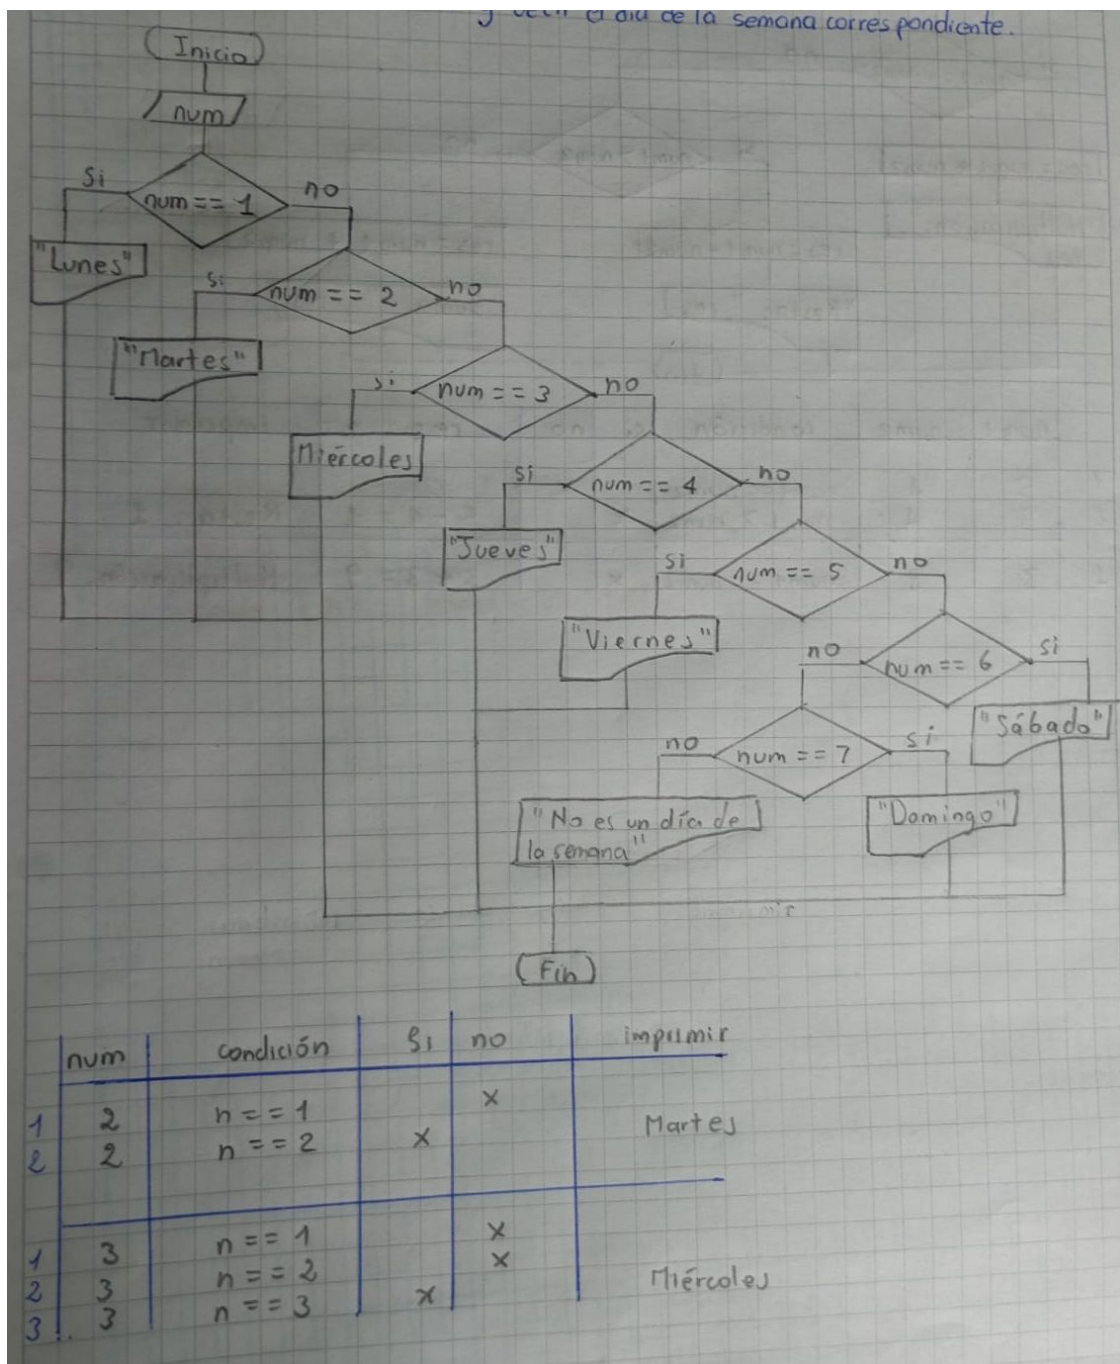 de la semana correspondiente.
Inicio
num
Si
num == 1
no
"Lunes"
si
num == 2
no
"Martes"
si
num == 3
no
Miércoles
si
num == 4
no
"Jueves"
si
num == 5
no
"Viernes"
no
num == 6
si
"Sábado"
no
num == 7
si
"No es un día de
la semana"
"Domingo"
Fin
num condición Si no imprimir
1 2 n == 1 x
2 2 n == 2 x Martes
1 3 n == 1 x
2 3 n == 2 x
3 3 n == 3 x Miércoles